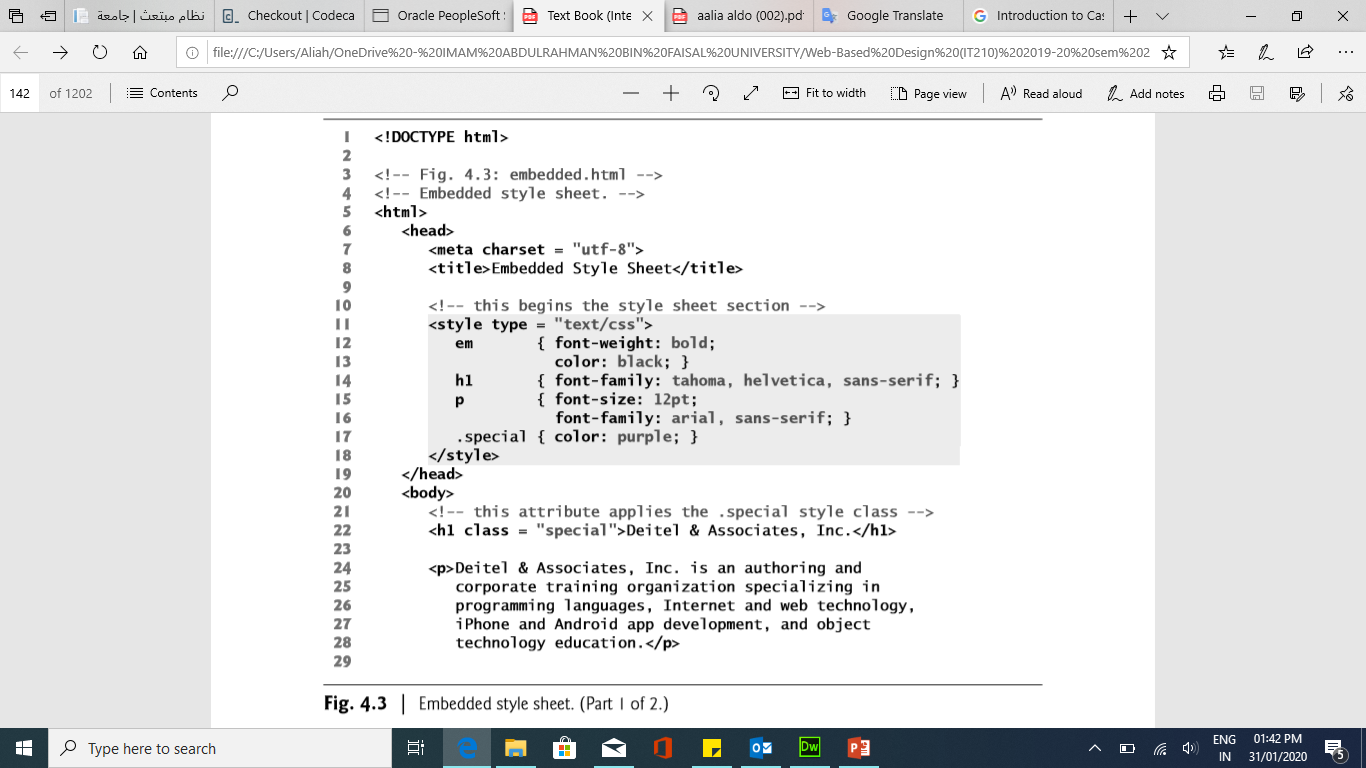 نظام مبتعث | جامعة
Checkout | Codeca
Oracle PeopleSoft
Text Book (Inte
aalia aldo (002).pd
Google Translate
Introduction to Cas
file:///C:/Users/Aliah/OneDrive%20-%20IMAM%20ABDULRAHMAN%20BIN%20FAISAL%20UNIVERSITY/Web-Based%20Design%20(IT210)%202019-20%20sem%202
142 of 1202 Contents Fit to width Page view Read aloud Add notes
1 <!DOCTYPE html>
2
3 <!-- Fig. 4.3: embedded.html -->
4 <!-- Embedded style sheet. -->
5 <html>
6 <head>
7 <meta charset = "utf-8">
8 <title>Embedded Style Sheet</title>
9
10 <!-- this begins the style sheet section -->
11 <style type = "text/css">
12 em { font-weight: bold;
13 color: black; }
14 h1 { font-family: tahoma, helvetica, sans-serif; }
15 p { font-size: 12pt;
16 font-family: arial, sans-serif; }
17 .special { color: purple; }
18 </style>
19 </head>
20 <body>
21 <!-- this attribute applies the .special style class -->
22 <h1 class = "special">Deitel & Associates, Inc.</h1>
23
24 <p>Deitel & Associates, Inc. is an authoring and
25 corporate training organization specializing in
26 programming languages, Internet and web technology,
27 iPhone and Android app development, and object
28 technology education.</p>
29
Fig. 4.3 | Embedded style sheet. (Part 1 of 2.)
Type here to search
ENG 01:42 PM
IN 31/01/2020
5